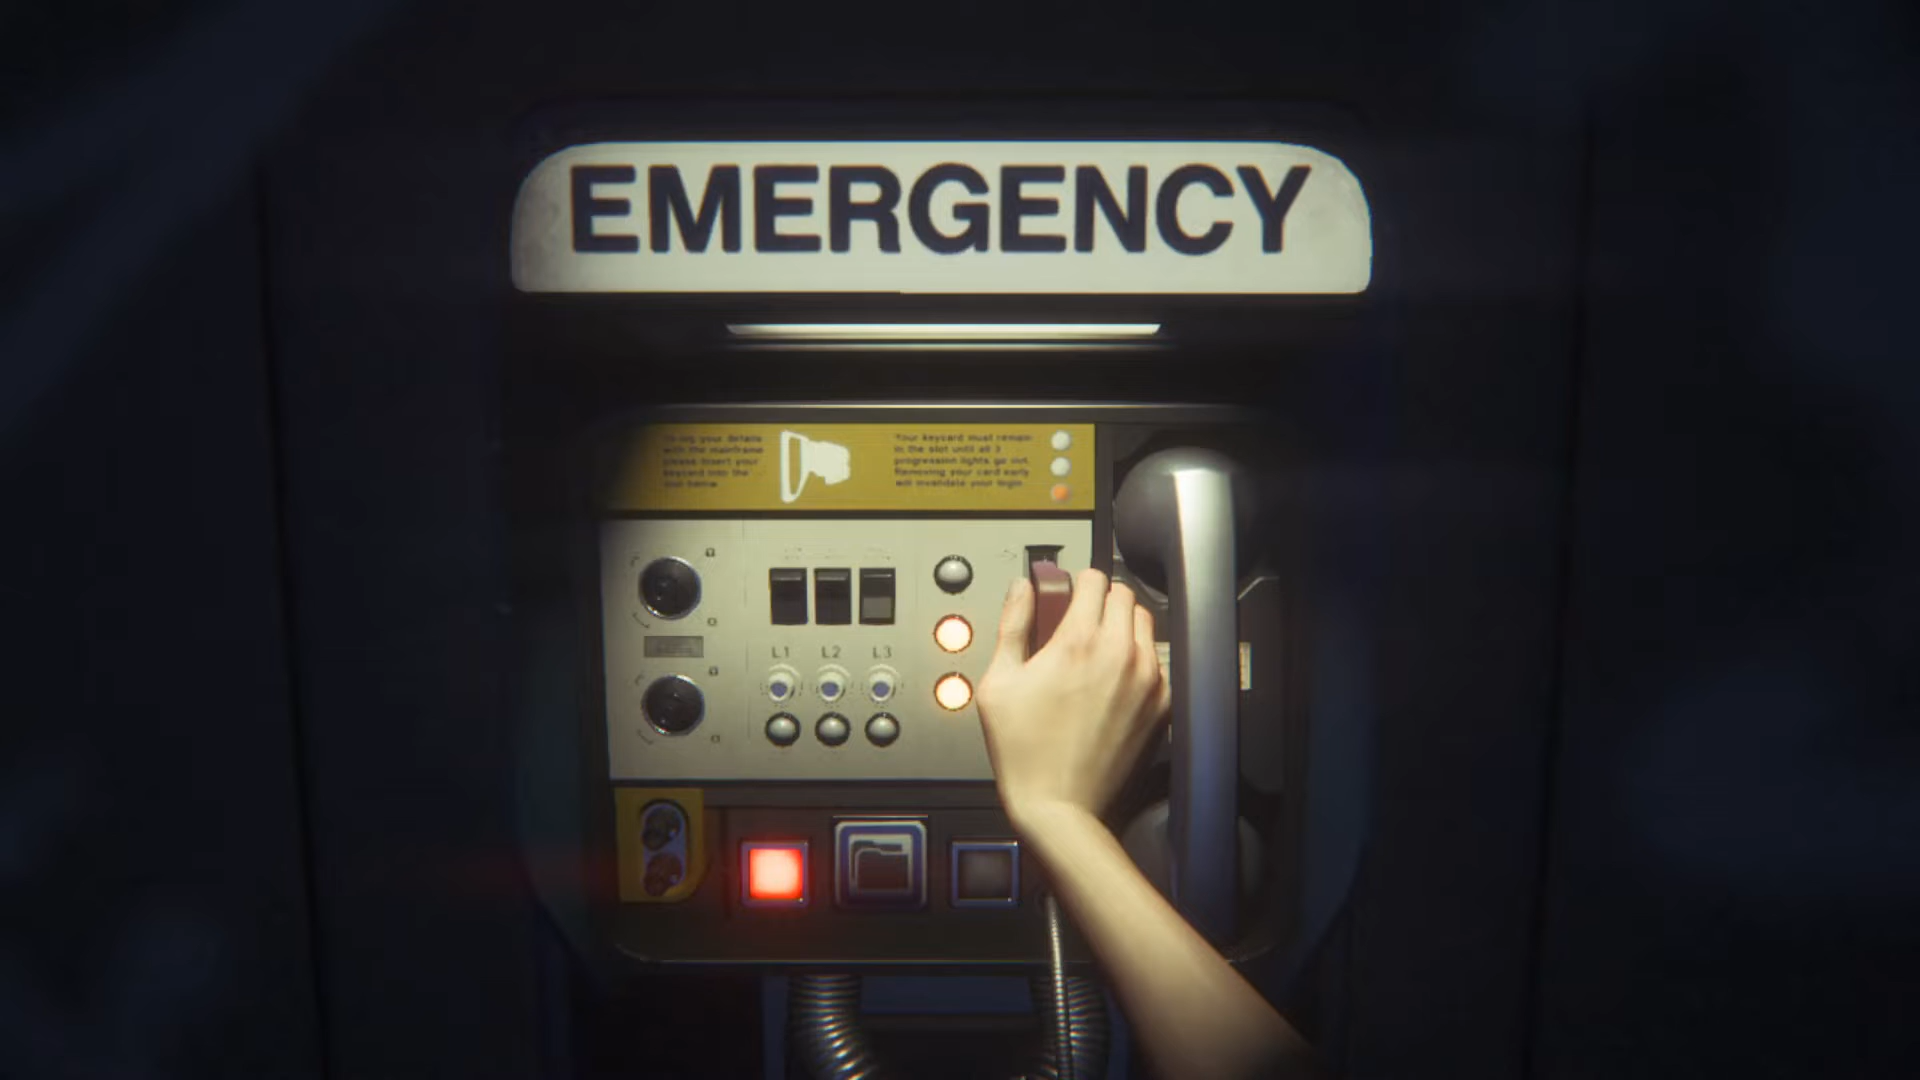 EMERGENCY
To log your details
with the mainframe
please insert your
keycard into the
slot below
Your keycard must remain
in the slot until all 3
progression lights go out.
Removing your card early
will invalidate your login
L1 L2 L3